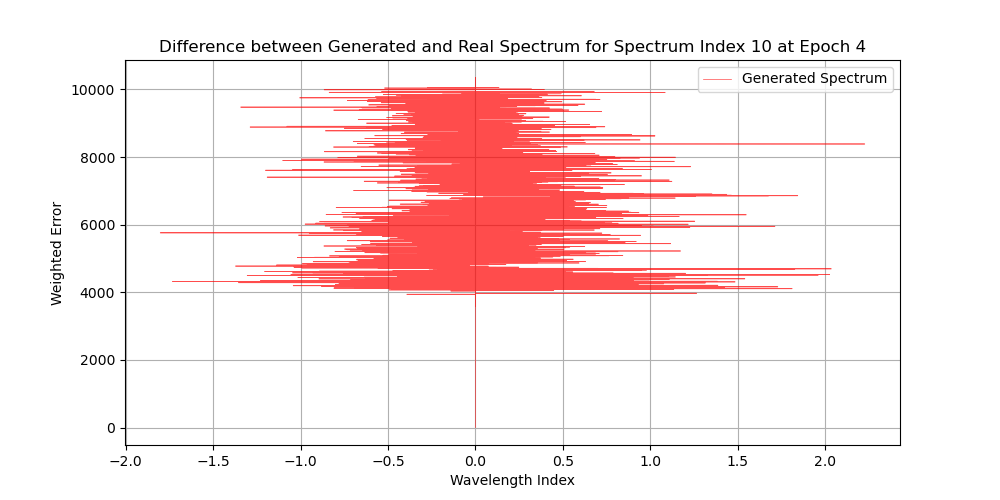 Difference between Generated and Real Spectrum for Spectrum Index 10 at Epoch 4
Generated Spectrum
Weighted Error
10000
8000
6000
4000
2000
0
−2.0 −1.5 −1.0 −0.5 0.0 0.5 1.0 1.5 2.0
Wavelength Index